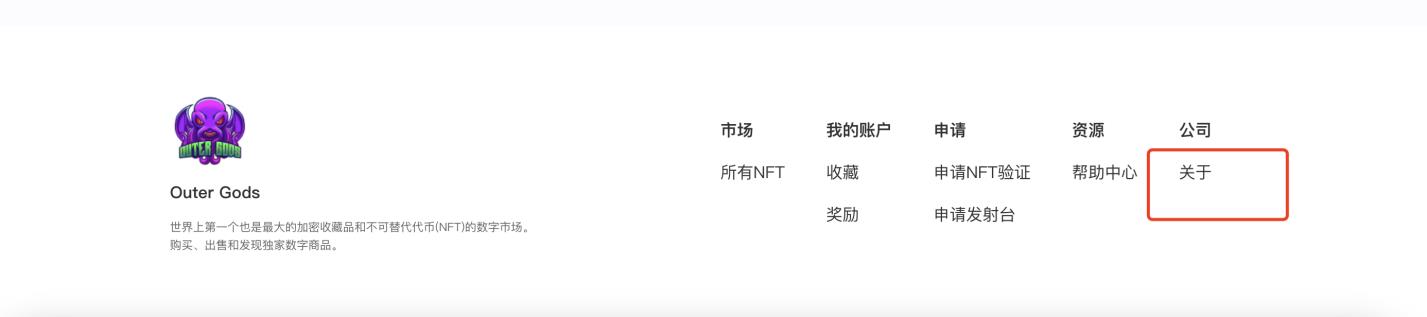 OUTER GODS
Outer Gods
世界上第一个也是最大的加密收藏品和不可替代代币(NFT)的数字市场。
购买、出售和发现独家数字商品。
市场
所有NFT
我的账户
收藏
奖励
申请
申请NFT验证
申请发射台
资源
帮助中心
公司
关于